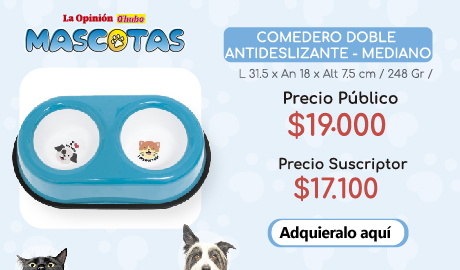 La Opinión Clubo
MASCOTAS
COMEDERO DOBLE
ANTIDESLIZANTE - MEDIANO
L 31.5 x An 18 x Alt 7.5 cm / 248 Gr /
Precio Público
$19.000
Precio Suscriptor
$17.100
Adquieralo aquí